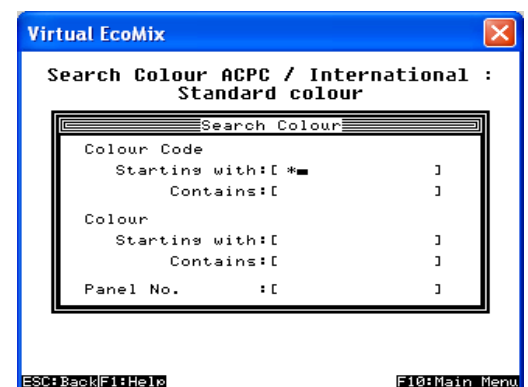 Virtual EcoMix
Search Colour ACPC / International :
Standard colour
Search Colour
Colour Code
Starting with:[ *▬ ]
Contains:[ ]
Colour
Starting with:[ ]
Contains:[ ]
Panel No. :[ ]
ESC:Back F1:Help F10:Main Menu